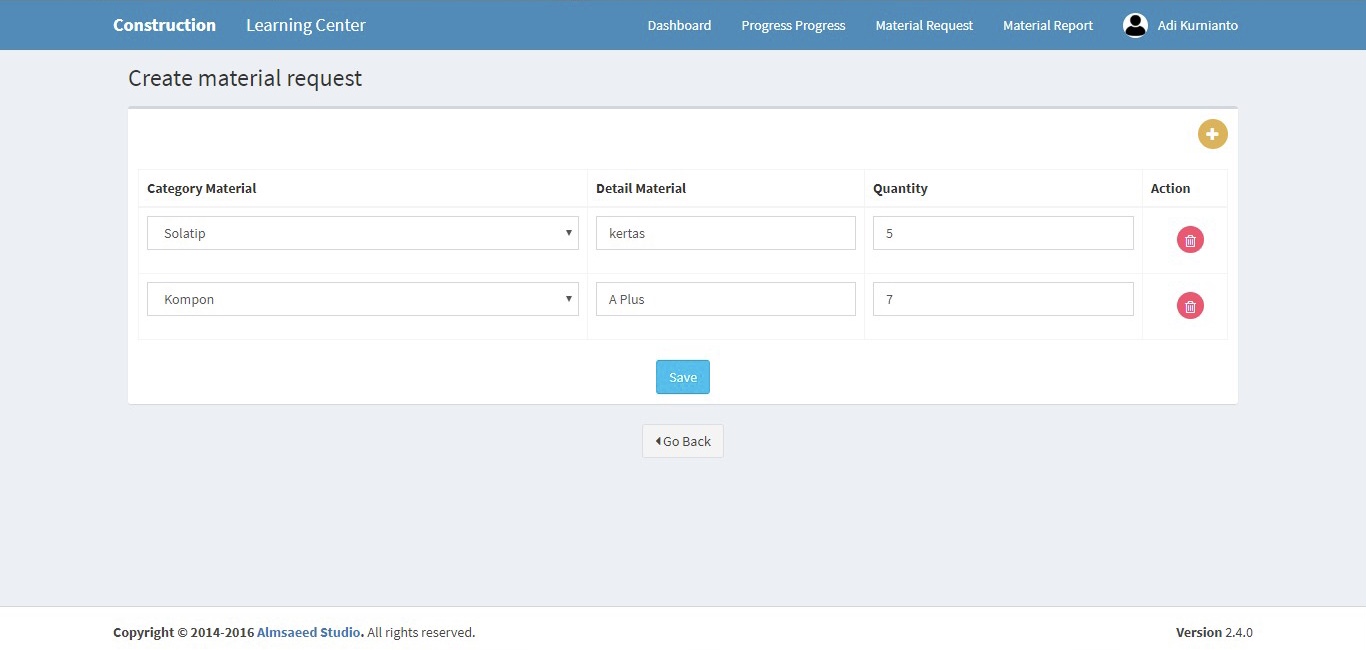 Construction Learning Center Dashboard Progress Progress Material Request Material Report Adi Kurnianto
Create material request
Category Material Detail Material Quantity Action
Solatip kertas 5
Kompon A Plus 7
Save
Go Back
Copyright © 2014-2016 Almsaeed Studio. All rights reserved. Version 2.4.0